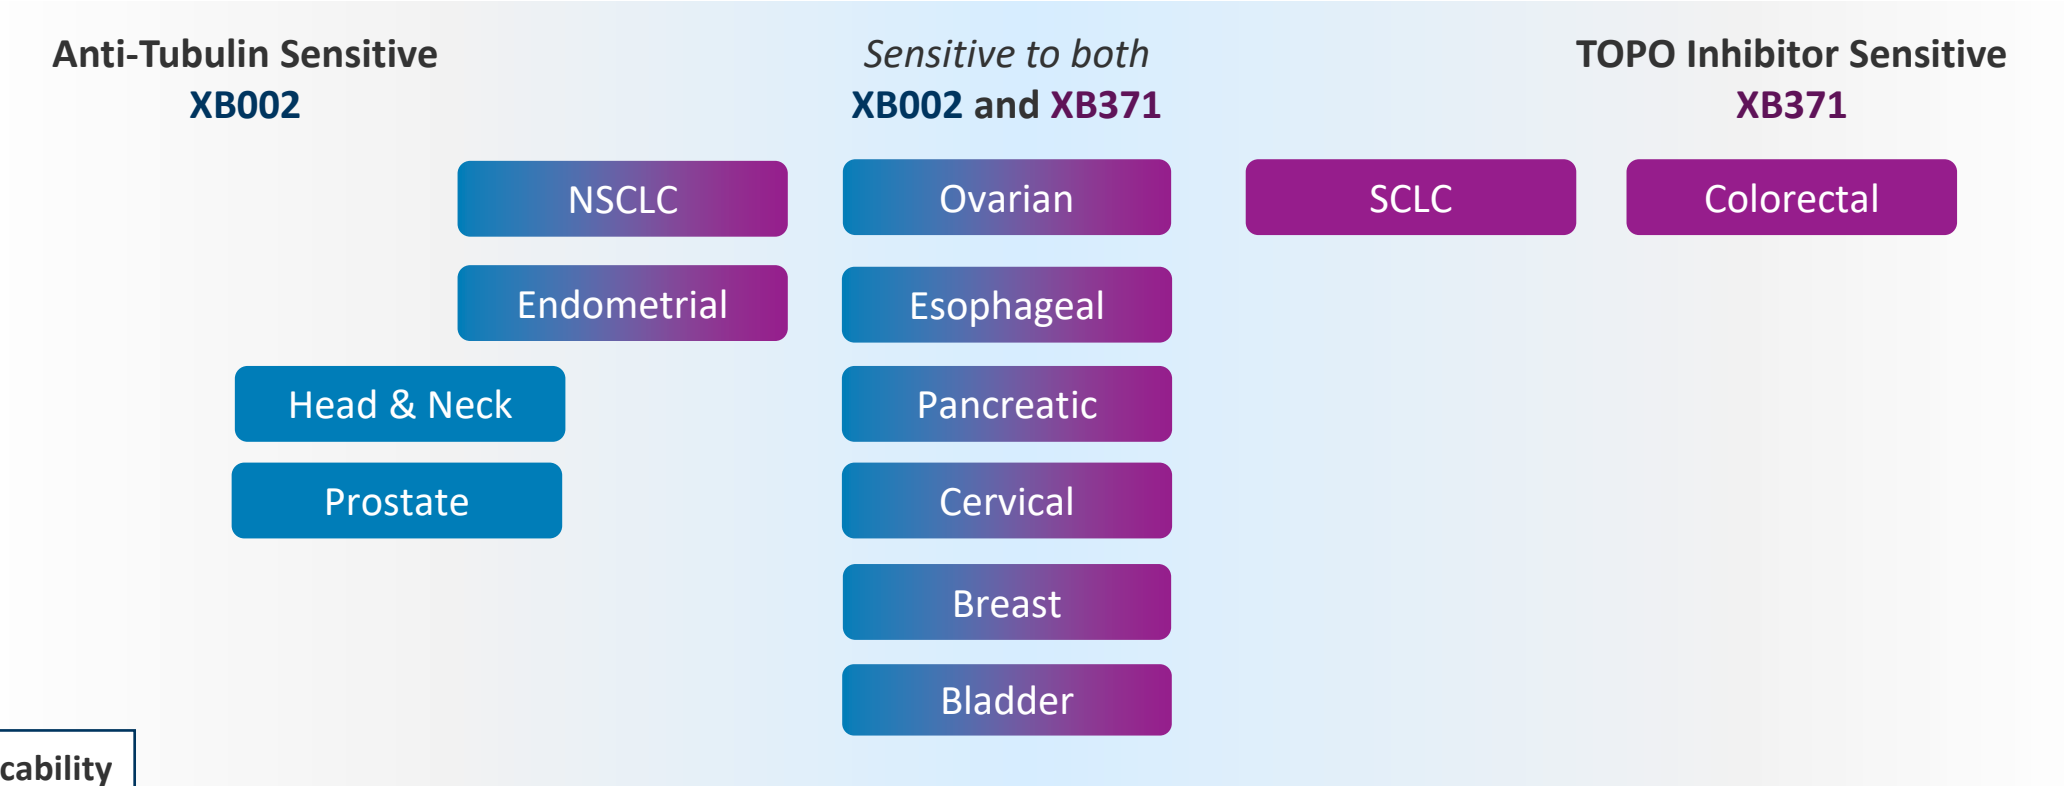 Anti-Tubulin Sensitive
XB002
Sensitive to both
XB002 and XB371
TOPO Inhibitor Sensitive
XB371
NSCLC
Ovarian
SCLC
Colorectal
Endometrial
Esophageal
Head & Neck
Pancreatic
Prostate
Cervical
Breast
Bladder
cability